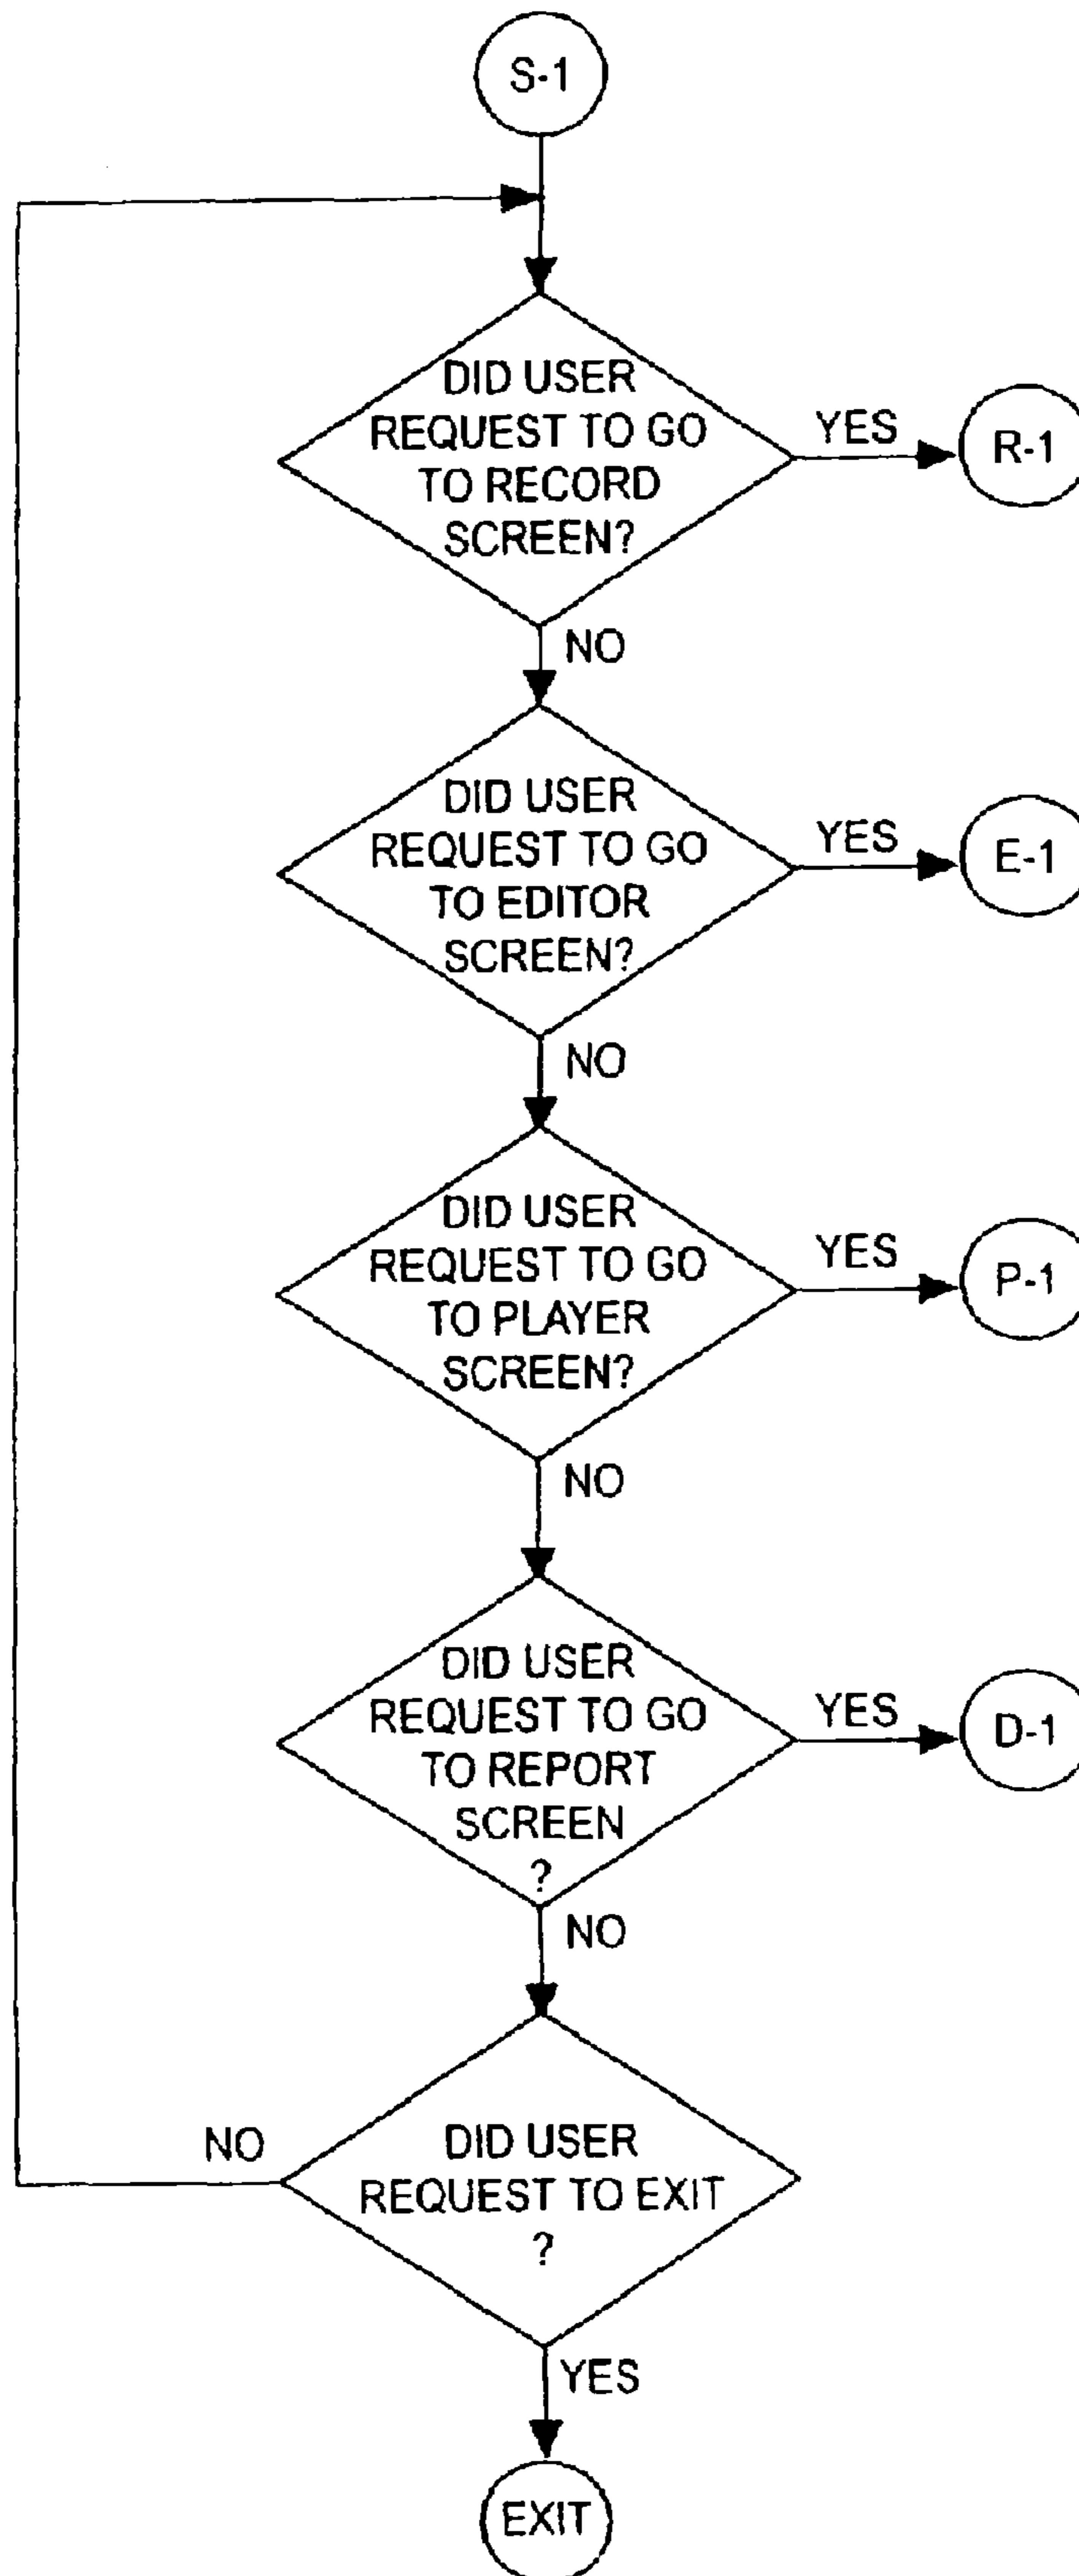 S-1
DID USER
REQUEST TO GO
TO RECORD
SCREEN?
YES
R-1
NO
DID USER
REQUEST TO GO
TO EDITOR
SCREEN?
YES
E-1
NO
DID USER
REQUEST TO GO
TO PLAYER
SCREEN?
YES
P-1
NO
DID USER
REQUEST TO GO
TO REPORT
SCREEN
?
YES
D-1
NO
DID USER
REQUEST TO EXIT
?
NO
YES
EXIT